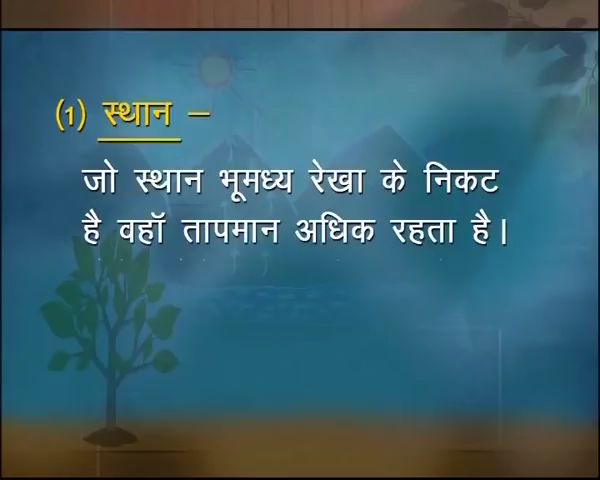 (1) स्थान –
जो स्थान भूमध्य रेखा के निकट
है वहॉ तापमान अधिक रहता है।